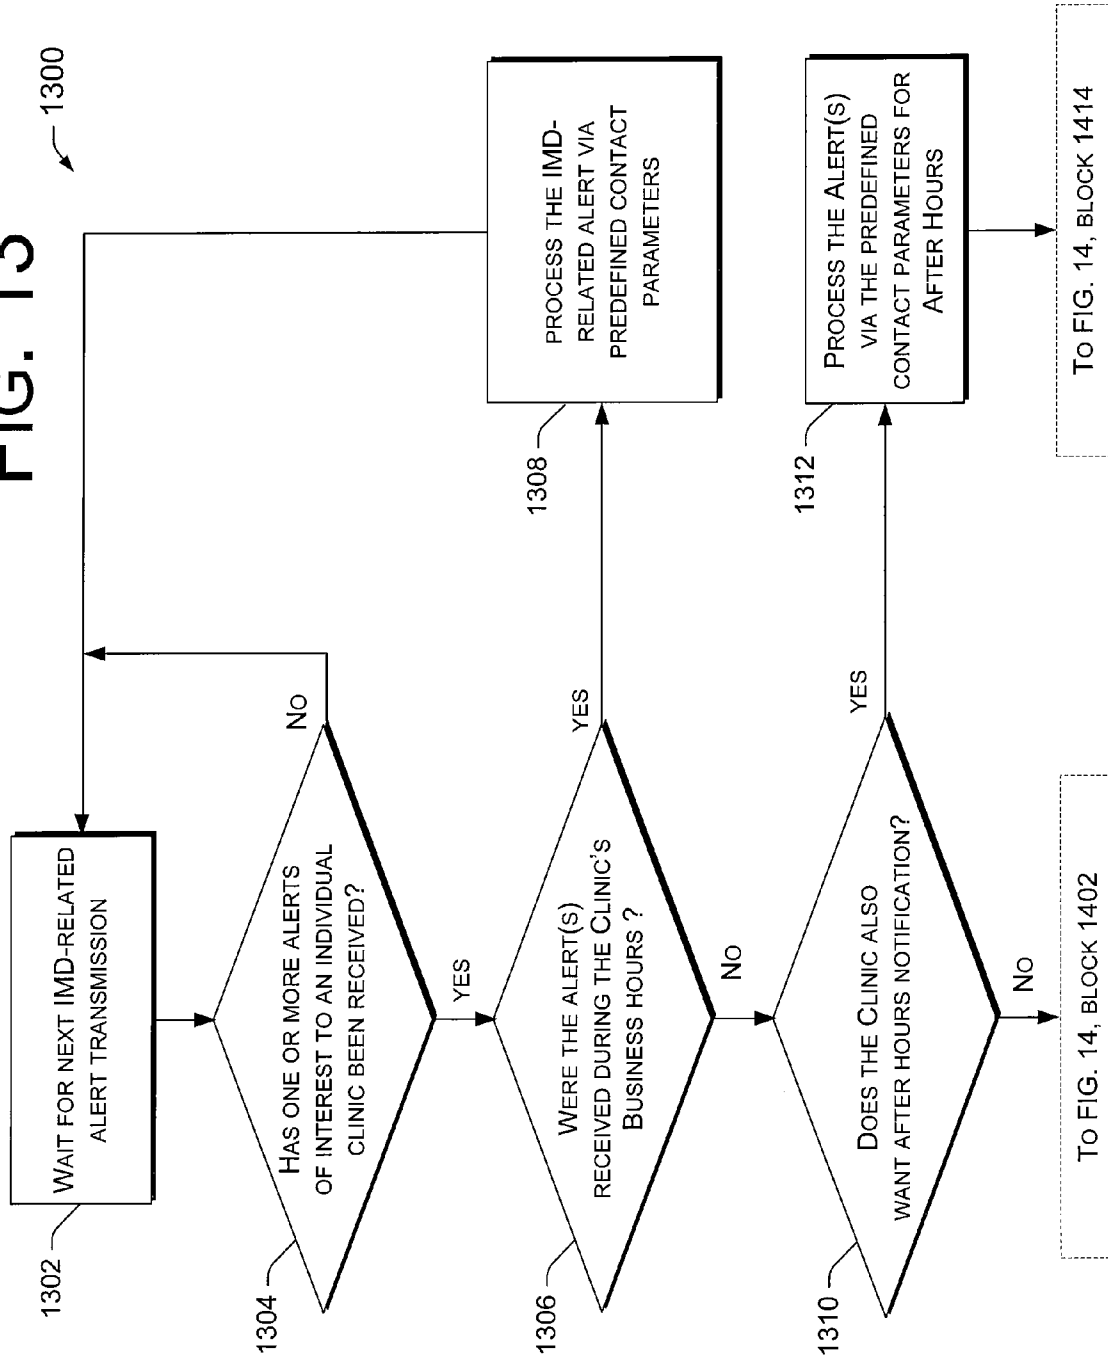 FIG. 13
1300
1302
WAIT FOR NEXT IMD-RELATED
ALERT TRANSMISSION
1304
HAS ONE OR MORE ALERTS
OF INTEREST TO AN INDIVIDUAL
CLINIC BEEN RECEIVED?
NO
YES
1306
WERE THE ALERT(S)
RECEIVED DURING THE CLINIC'S
BUSINESS HOURS ?
YES
NO
1308
PROCESS THE IMD-
RELATED ALERT VIA
PREDEFINED CONTACT
PARAMETERS
1310
DOES THE CLINIC ALSO
WANT AFTER HOURS NOTIFICATION?
YES
NO
1312
PROCESS THE ALERT(S)
VIA THE PREDEFINED
CONTACT PARAMETERS FOR
AFTER HOURS
TO FIG. 14, BLOCK 1402
TO FIG. 14, BLOCK 1414